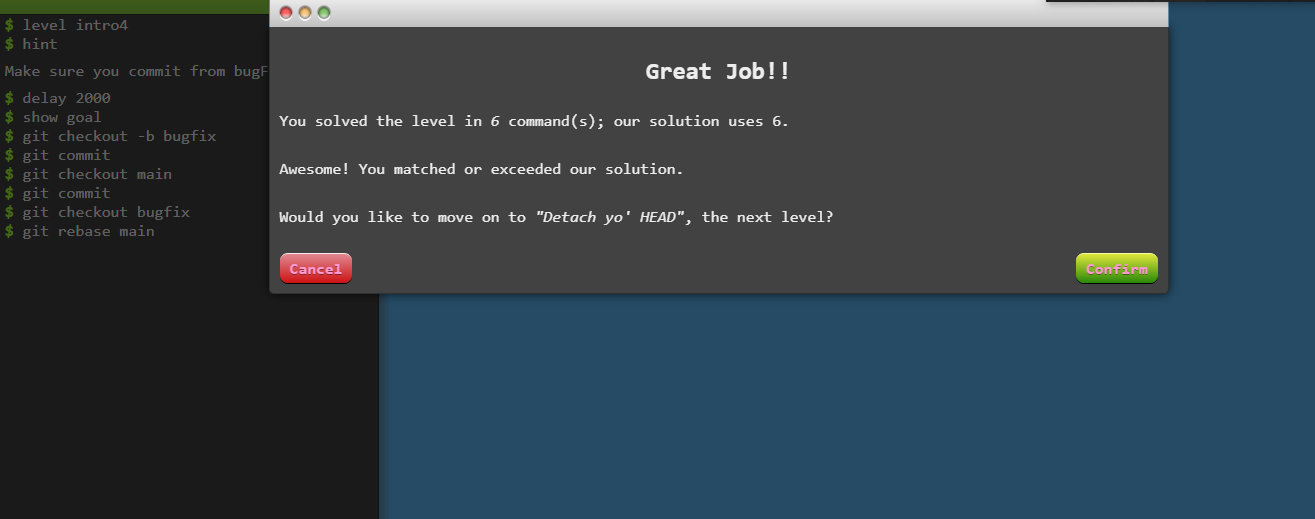 $ level intro4
$ hint
Make sure you commit from bugF
$ delay 2000
$ show goal
$ git checkout -b bugfix
$ git commit
$ git checkout main
$ git commit
$ git checkout bugfix
$ git rebase main
Great Job!!
You solved the level in 6 command(s); our solution uses 6.
Awesome! You matched or exceeded our solution.
Would you like to move on to "Detach yo' HEAD", the next level?
Cancel
Confirm